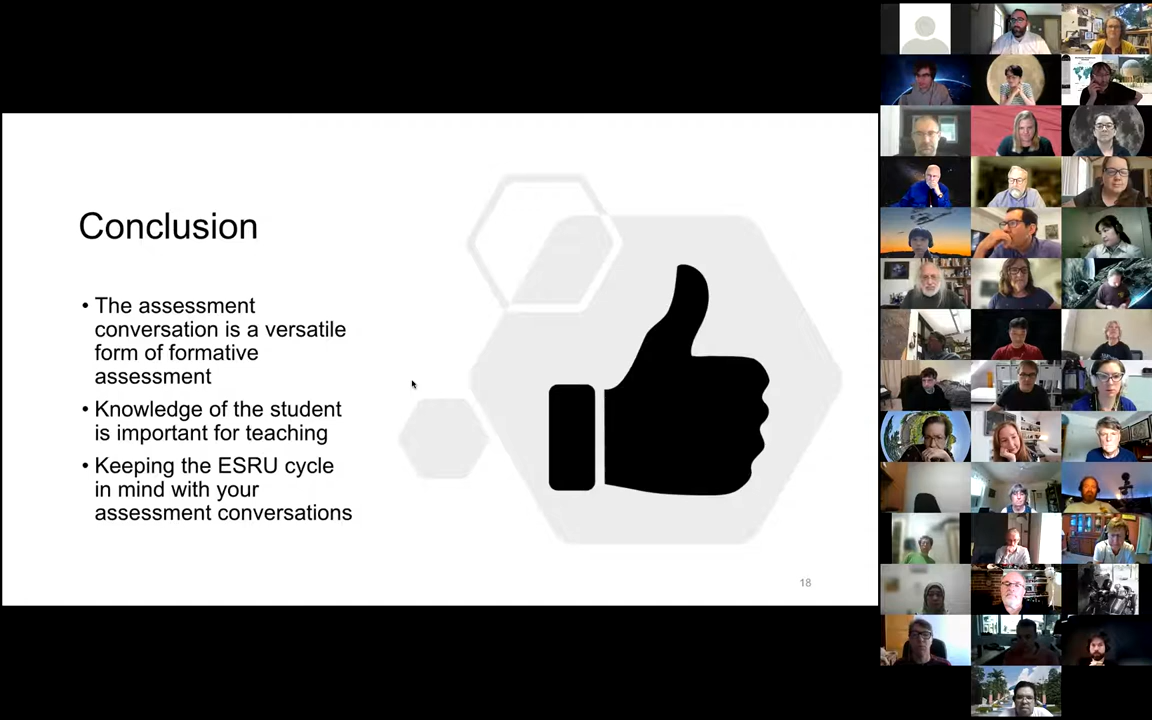 Conclusion
• The assessment
conversation is a versatile
form of formative
assessment
• Knowledge of the student
is important for teaching
• Keeping the ESRU cycle
in mind with your
assessment conversations
18